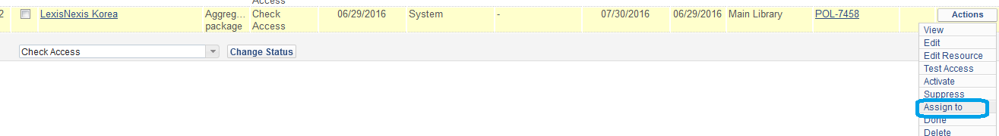 Access
2 LexisNexis Korea Aggreg... Check 06/29/2016 System - 07/30/2016 06/29/2016 Main Library POL-7458 Actions
package Access
View
Edit
Check Access Change Status
Edit Resource
Test Access
Activate
Suppress
Assign to
Done
Delete